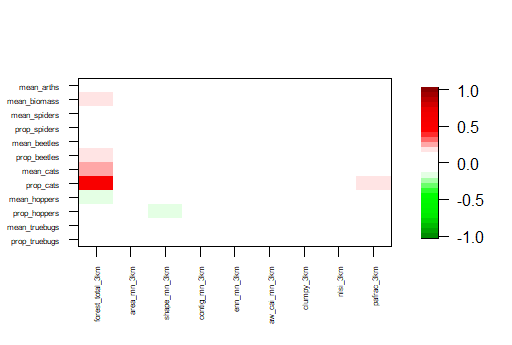 mean_arths
mean_biomass
mean_spiders
prop_spiders
mean_beetles
prop_beetles
mean_cats
prop_cats
mean_hoppers
prop_hoppers
mean_truebugs
prop_truebugs
forest_total_3km
area_mn_3km
shape_mn_3km
contig_mn_3km
enn_mn_3km
aw_cai_mn_3km
clumpy_3km
nlsi_3km
pafrac_3km
1.0
0.5
0.0
-0.5
-1.0